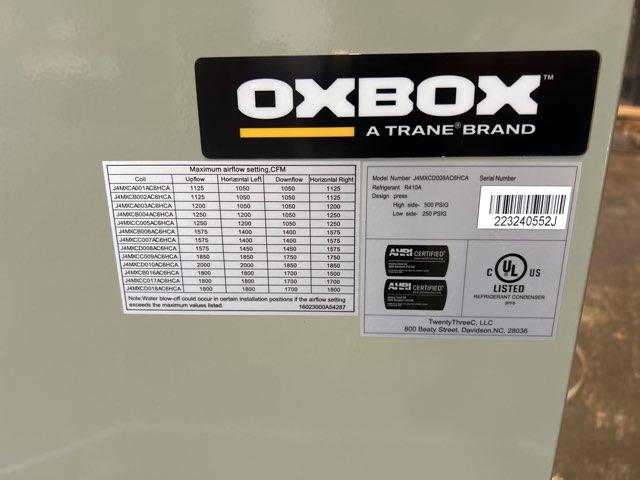 OXBOX™
A TRANE® BRAND
Maximum airflow setting,CFM
Coil Upflow Horizontal Left Downflow Horizontal Right
J4MXCA001AC6HCA 1125 1050 1050 1125
J4MXCB002AC6HCA 1125 1050 1050 1125
J4MXCA003AC6HCA 1200 1050 1050 1200
J4MXCB004AC6HCA 1250 1200 1050 1250
J4MXCC005AC6HCA 1250 1200 1050 1250
J4MXCB006AC6HCA 1575 1400 1400 1575
J4MXCC007AC6HCA 1575 1400 1400 1575
J4MXCD008AC6HCA 1575 1450 1450 1575
J4MXCC009AC6HCA 1850 1850 1750 1750
J4MXCD010AC6HCA 2000 2000 1850 1850
J4MXCB016AC6HCA 1800 1800 1700 1500
J4MXCC017AC6HCA 1800 1800 1700 1700
J4MXCD018AC6HCA 1800 1800 1700 1800
Note:Water blow-off could occur in certain installation positions if the airflow setting
exceeds the maximum values listed. 16023000A54287
Model Number J4MXCD008AC6HCA Serial Number
Refrigerant R410A
Design press
High side- 500 PSIG
Low side- 250 PSIG
223240552J
AHRI CERTIFIED®
AHRI CERTIFIED®
C UL US
LISTED
REFRIGERANT CONDENSER
TwentyThreeC, LLC
800 Beaty Street, Davidson, NC, 28036